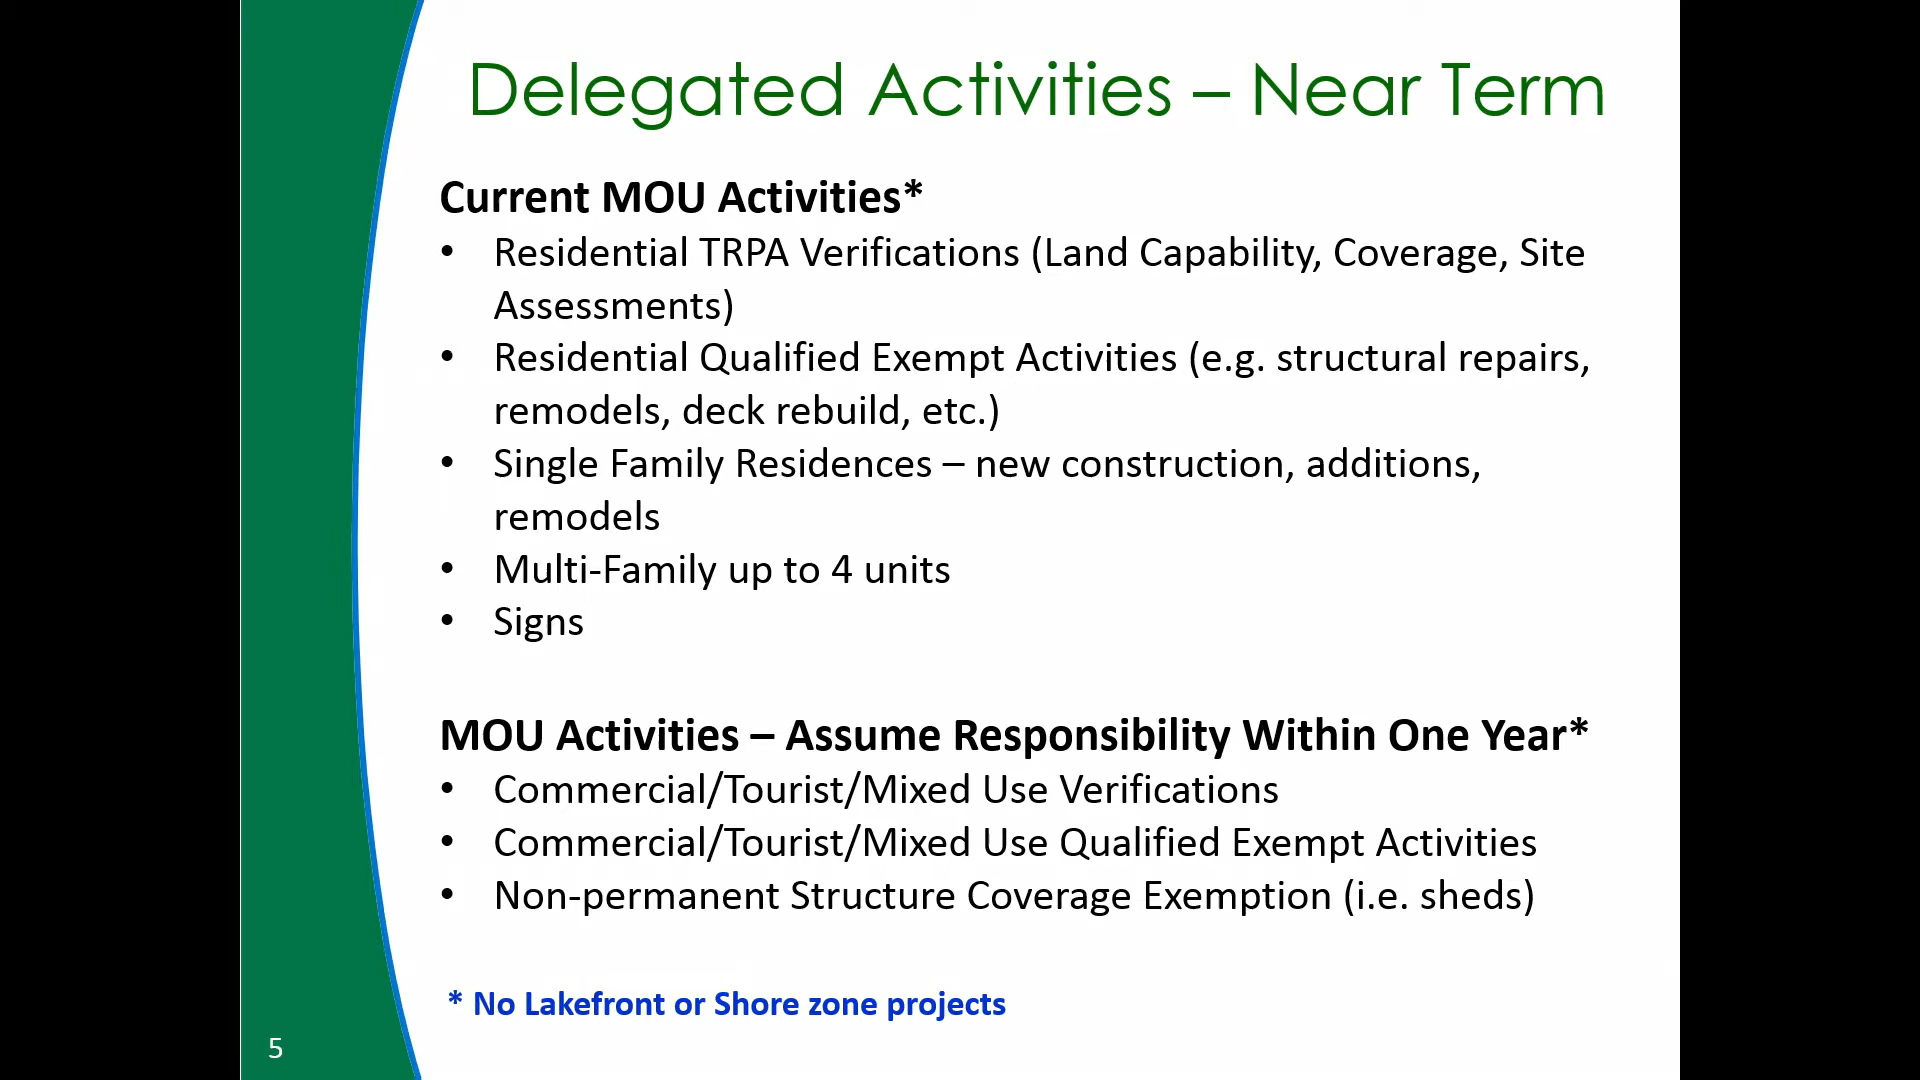 Delegated Activities – Near Term
Current MOU Activities*
• Residential TRPA Verifications (Land Capability, Coverage, Site
Assessments)
• Residential Qualified Exempt Activities (e.g. structural repairs,
remodels, deck rebuild, etc.)
• Single Family Residences – new construction, additions,
remodels
• Multi-Family up to 4 units
• Signs
MOU Activities – Assume Responsibility Within One Year*
• Commercial/Tourist/Mixed Use Verifications
• Commercial/Tourist/Mixed Use Qualified Exempt Activities
• Non-permanent Structure Coverage Exemption (i.e. sheds)
* No Lakefront or Shore zone projects
5